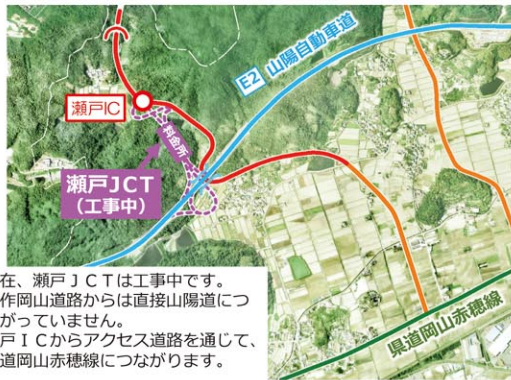 E2 山陽自動車道
瀬戸IC
料金所
瀬戸JCT
（工事中）
県道岡山赤穂線
在、瀬戸ＪＣＴは工事中です。
作岡山道路からは直接山陽道につ
がっていません。
戸ＩＣからアクセス道路を通じて、
道岡山赤穂線につながります。